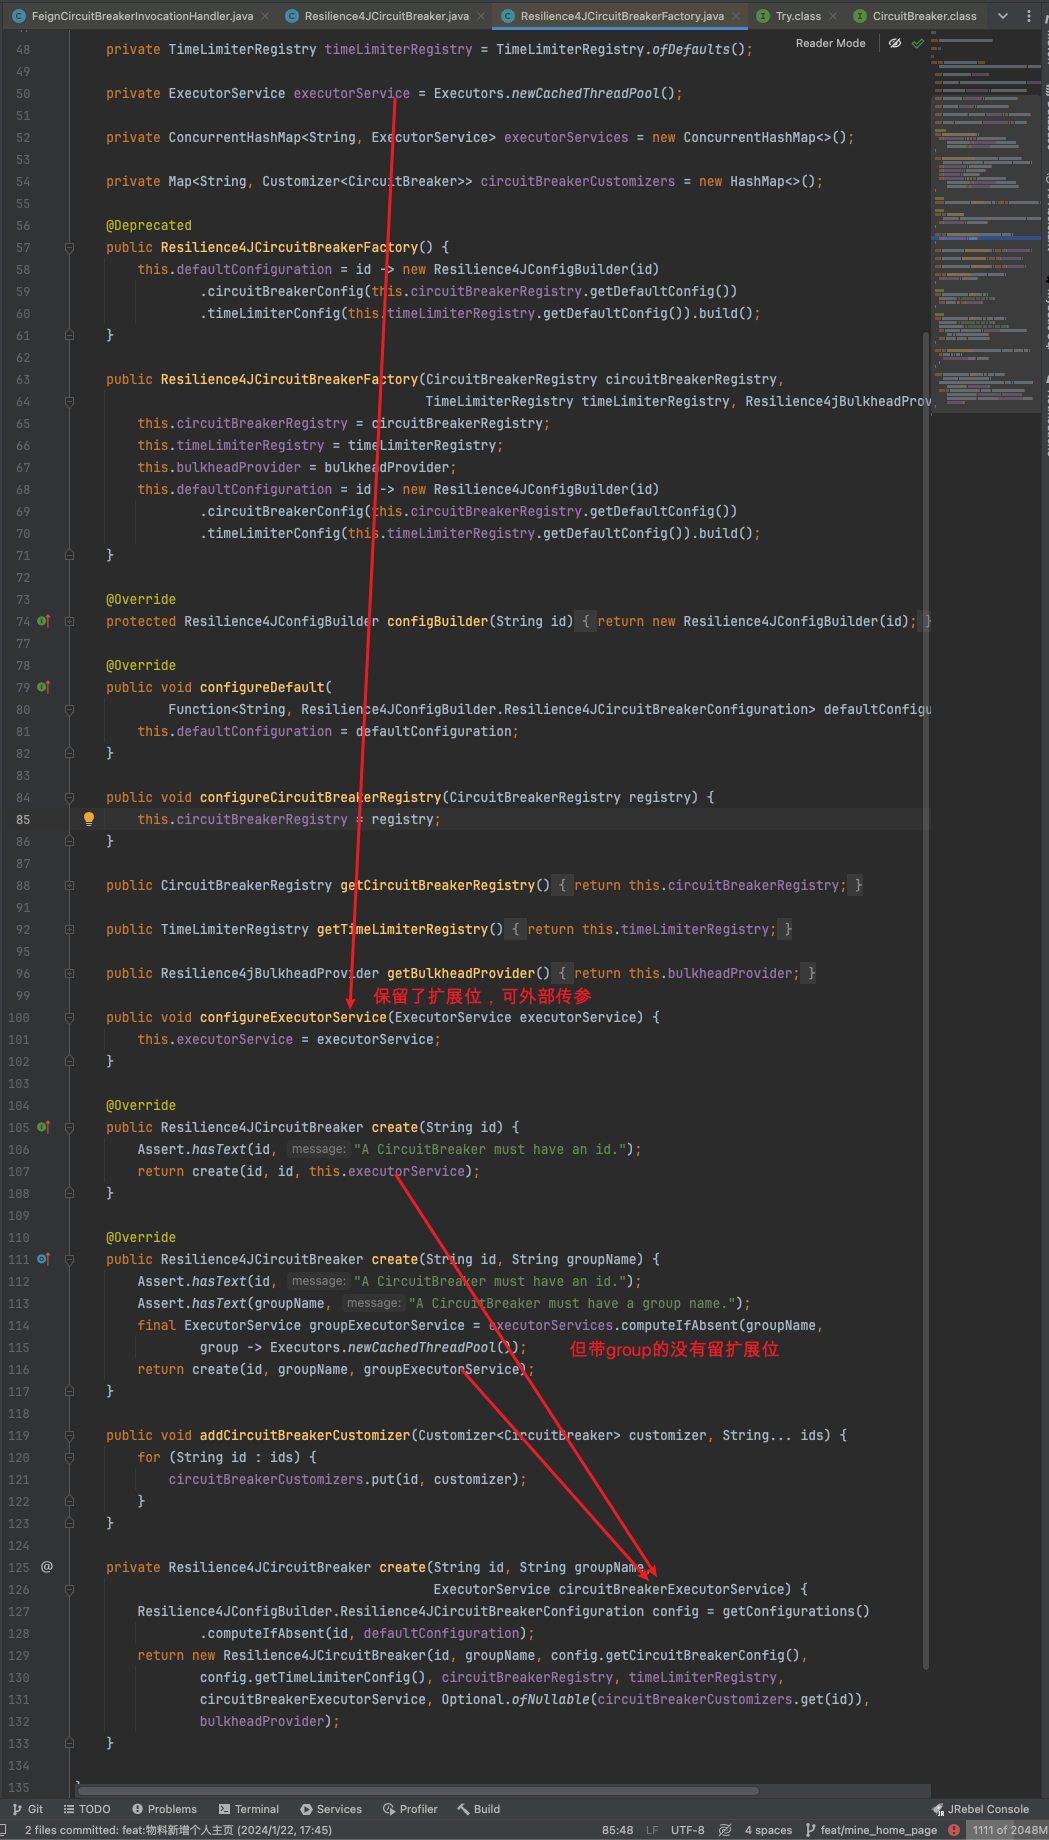 FeignCircuitBreakerInvocationHandler.java
Resilience4JCircuitBreaker.java
Resilience4JCircuitBreakerFactory.java
Try.class
CircuitBreaker.class
Reader Mode
48 private TimeLimiterRegistry timeLimiterRegistry = TimeLimiterRegistry.ofDefaults();
49
50 private ExecutorService executorService = Executors.newCachedThreadPool();
51
52 private ConcurrentHashMap<String, ExecutorService> executorServices = new ConcurrentHashMap<>();
53
54 private Map<String, Customizer<CircuitBreaker>> circuitBreakerCustomizers = new HashMap<>();
55
56 @Deprecated
57 public Resilience4JCircuitBreakerFactory() {
58 this.defaultConfiguration = id -> new Resilience4JConfigBuilder(id)
59 .circuitBreakerConfig(this.circuitBreakerRegistry.getDefaultConfig())
60 .timeLimiterConfig(this.timeLimiterRegistry.getDefaultConfig()).build();
61 }
62
63 public Resilience4JCircuitBreakerFactory(CircuitBreakerRegistry circuitBreakerRegistry,
64 TimeLimiterRegistry timeLimiterRegistry, Resilience4jBulkheadProv
65 this.circuitBreakerRegistry = circuitBreakerRegistry;
66 this.timeLimiterRegistry = timeLimiterRegistry;
67 this.bulkheadProvider = bulkheadProvider;
68 this.defaultConfiguration = id -> new Resilience4JConfigBuilder(id)
69 .circuitBreakerConfig(this.circuitBreakerRegistry.getDefaultConfig())
70 .timeLimiterConfig(this.timeLimiterRegistry.getDefaultConfig()).build();
71 }
72
73 @Override
74 protected Resilience4JConfigBuilder configBuilder(String id) { return new Resilience4JConfigBuilder(id); }
77
78 @Override
79 public void configureDefault(
80 Function<String, Resilience4JConfigBuilder.Resilience4JCircuitBreakerConfiguration> defaultConfigu
81 this.defaultConfiguration = defaultConfiguration;
82 }
83
84 public void configureCircuitBreakerRegistry(CircuitBreakerRegistry registry) {
85 this.circuitBreakerRegistry = registry;
86 }
87
88 public CircuitBreakerRegistry getCircuitBreakerRegistry() { return this.circuitBreakerRegistry; }
91
92 public TimeLimiterRegistry getTimeLimiterRegistry() { return this.timeLimiterRegistry; }
95
96 public Resilience4jBulkheadProvider getBulkheadProvider() { return this.bulkheadProvider; }
99 保留了扩展位，可外部传参
100 public void configureExecutorService(ExecutorService executorService) {
101 this.executorService = executorService;
102 }
103
104 @Override
105 public Resilience4JCircuitBreaker create(String id) {
106 Assert.hasText(id, message: "A CircuitBreaker must have an id.");
107 return create(id, id, this.executorService);
108 }
109
110 @Override
111 public Resilience4JCircuitBreaker create(String id, String groupName) {
112 Assert.hasText(id, message: "A CircuitBreaker must have an id.");
113 Assert.hasText(groupName, message: "A CircuitBreaker must have a group name.");
114 final ExecutorService groupExecutorService = executorServices.computeIfAbsent(groupName,
115 group -> Executors.newCachedThreadPool()); 但带group的没有留扩展位
116 return create(id, groupName, groupExecutorService);
117 }
118
119 public void addCircuitBreakerCustomizer(Customizer<CircuitBreaker> customizer, String... ids) {
120 for (String id : ids) {
121 circuitBreakerCustomizers.put(id, customizer);
122 }
123 }
124
125 @ private Resilience4JCircuitBreaker create(String id, String groupName,
126 ExecutorService circuitBreakerExecutorService) {
127 Resilience4JConfigBuilder.Resilience4JCircuitBreakerConfiguration config = getConfigurations()
128 .computeIfAbsent(id, defaultConfiguration);
129 return new Resilience4JCircuitBreaker(id, groupName, config.getCircuitBreakerConfig(),
130 config.getTimeLimiterConfig(), circuitBreakerRegistry, timeLimiterRegistry,
131 circuitBreakerExecutorService, Optional.ofNullable(circuitBreakerCustomizers.get(id)),
132 bulkheadProvider);
133 }
134
135
Git TODO Problems Terminal Services Profiler Build JRebel Console
2 files committed: feat:物料新增个人主页 (2024/1/22, 17:45) 85:48 LF UTF-8 4 spaces feat/mine_home_page 1111 of 2048M